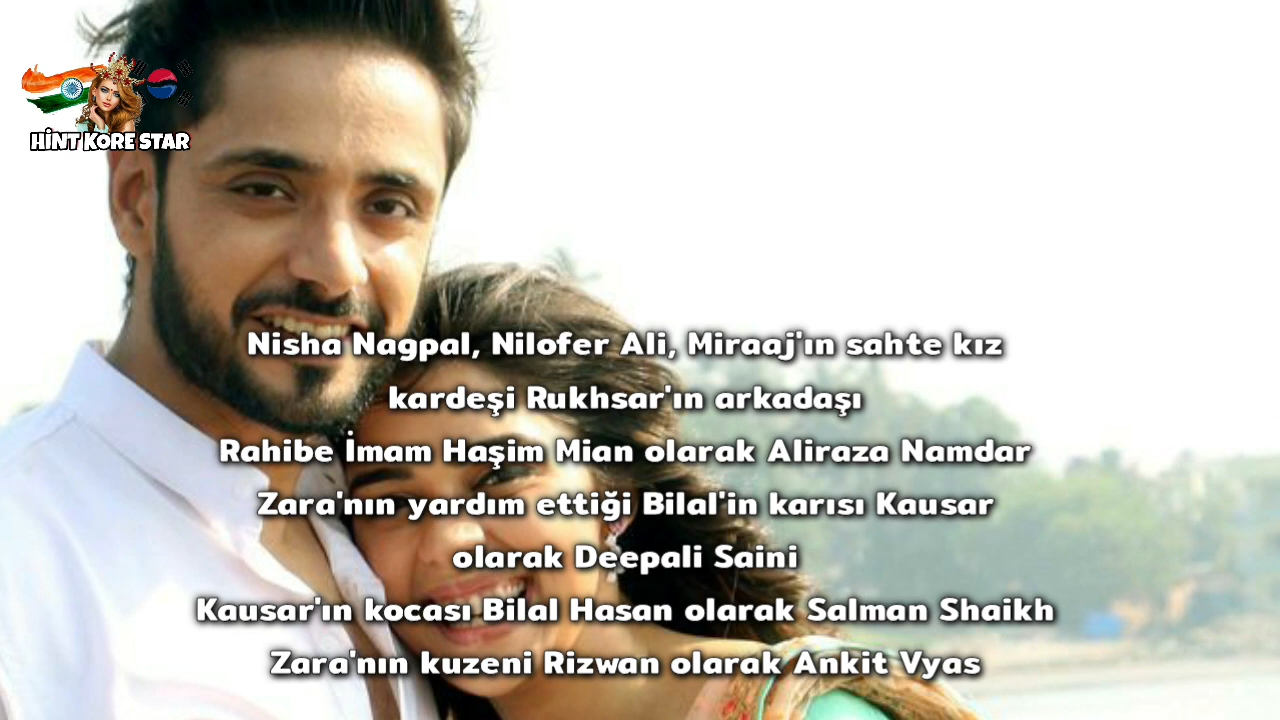 HİNT KORE STAR
Nisha Nagpal, Nilofer Ali, Miraaj'ın sahte kız
kardeşi Rukhsar'ın arkadaşı
Rahibe İmam Haşim Mian olarak Aliraza Namdar
Zara'nın yardım ettiği Bilal'in karısı Kausar
olarak Deepali Saini
Kausar'ın kocası Bilal Hasan olarak Salman Shaikh
Zara'nın kuzeni Rizwan olarak Ankit Vyas